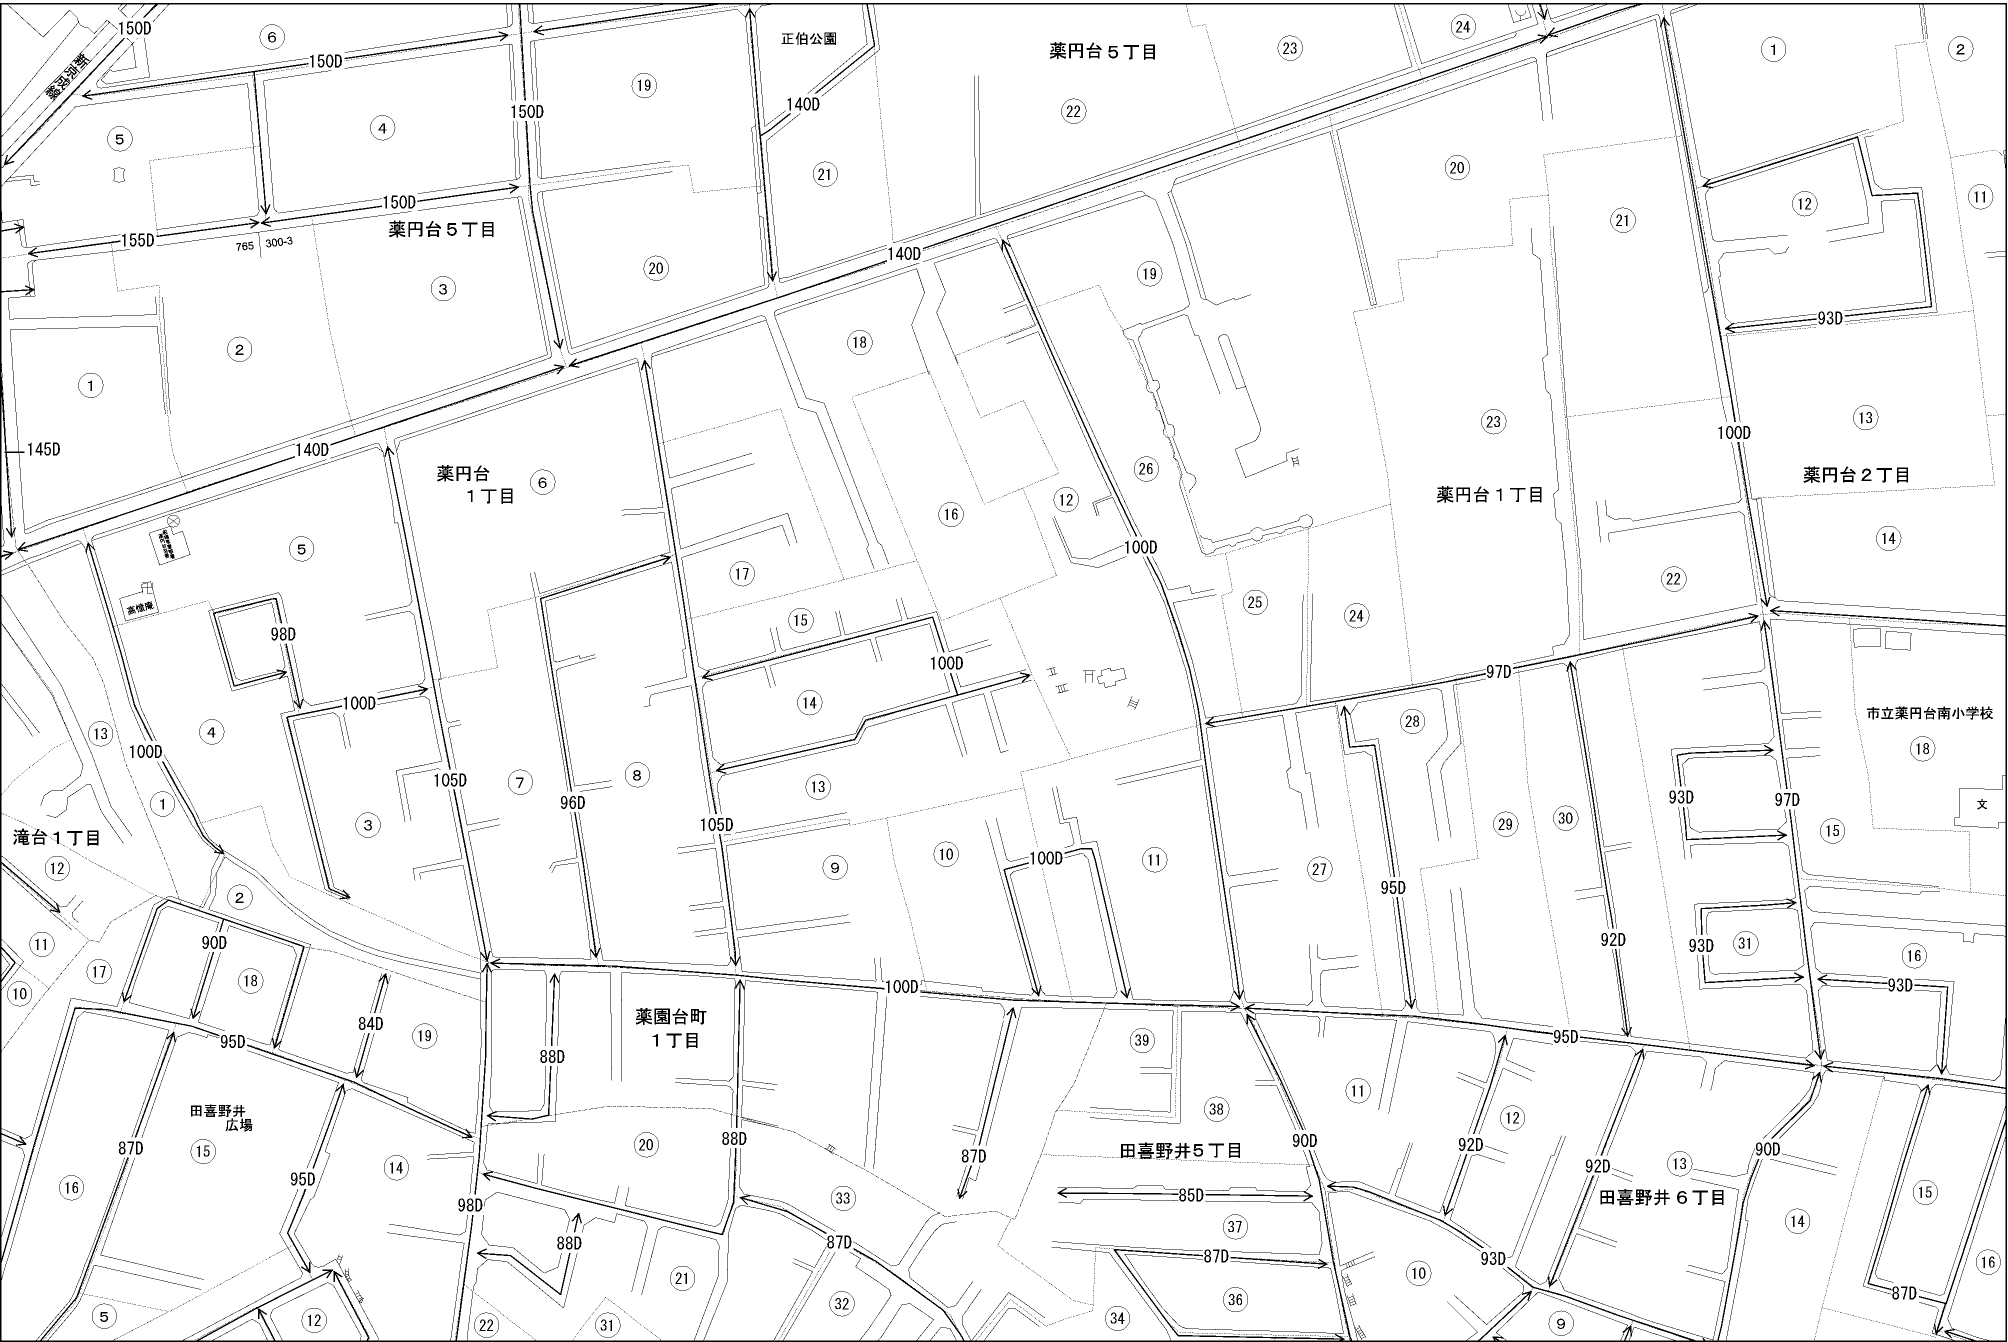 150D
⑥
正伯公園
薬円台５丁目
㉓
㉔
①
②
新京成線
150D
⑲
⑤
④
150D
140D
㉒
⑳
㉑
⑫
⑪
㉑
150D
薬円台５丁目
155D
765
300-3
③
⑳
140D
⑲
93D
②
①
⑱
⑬
145D
140D
薬円台
１丁目
⑥
㉖
㉓
100D
薬円台１丁目
薬円台２丁目
⑯
⑫
⑤
100D
⑭
⑰
㉒
高憧庵
㉕
㉔
⑮
98D
100D
97D
⑭
100D
④
⑬
100D
㉘
市立薬円台南小学校
⑱
①
105D
⑦
96D
⑧
⑬
93D
97D
文
滝台１丁目
③
105D
⑩
100D
⑪
㉙
㉚
⑮
⑫
⑨
㉗
95D
②
⑪
90D
92D
93D
㉛
⑯
⑰
⑱
⑩
100D
93D
84D
薬園台町
１丁目
95D
⑲
88D
㊴
95D
⑪
⑫
田喜野井
広場
⑮
87D
88D
⑳
㊳
90D
92D
87D
田喜野井５丁目
92D
⑬
90D
⑯
95D
⑭
98D
㉝
85D
田喜野井６丁目
⑮
㊲
⑭
88D
87D
87D
93D
⑩
⑯
㉑
㉜
㊱
87D
⑤
⑫
㉒
㉛
㉞
⑨